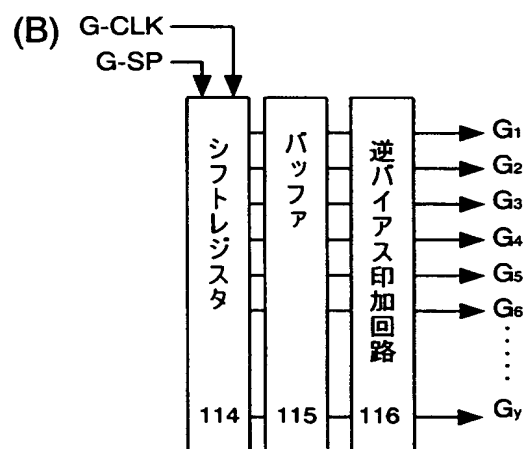 (B)
G-CLK
G-SP
シフトレジスタ
バッファ
逆バイアス印加回路
114
115
116
G1
G2
G3
G4
G5
G6
Gy